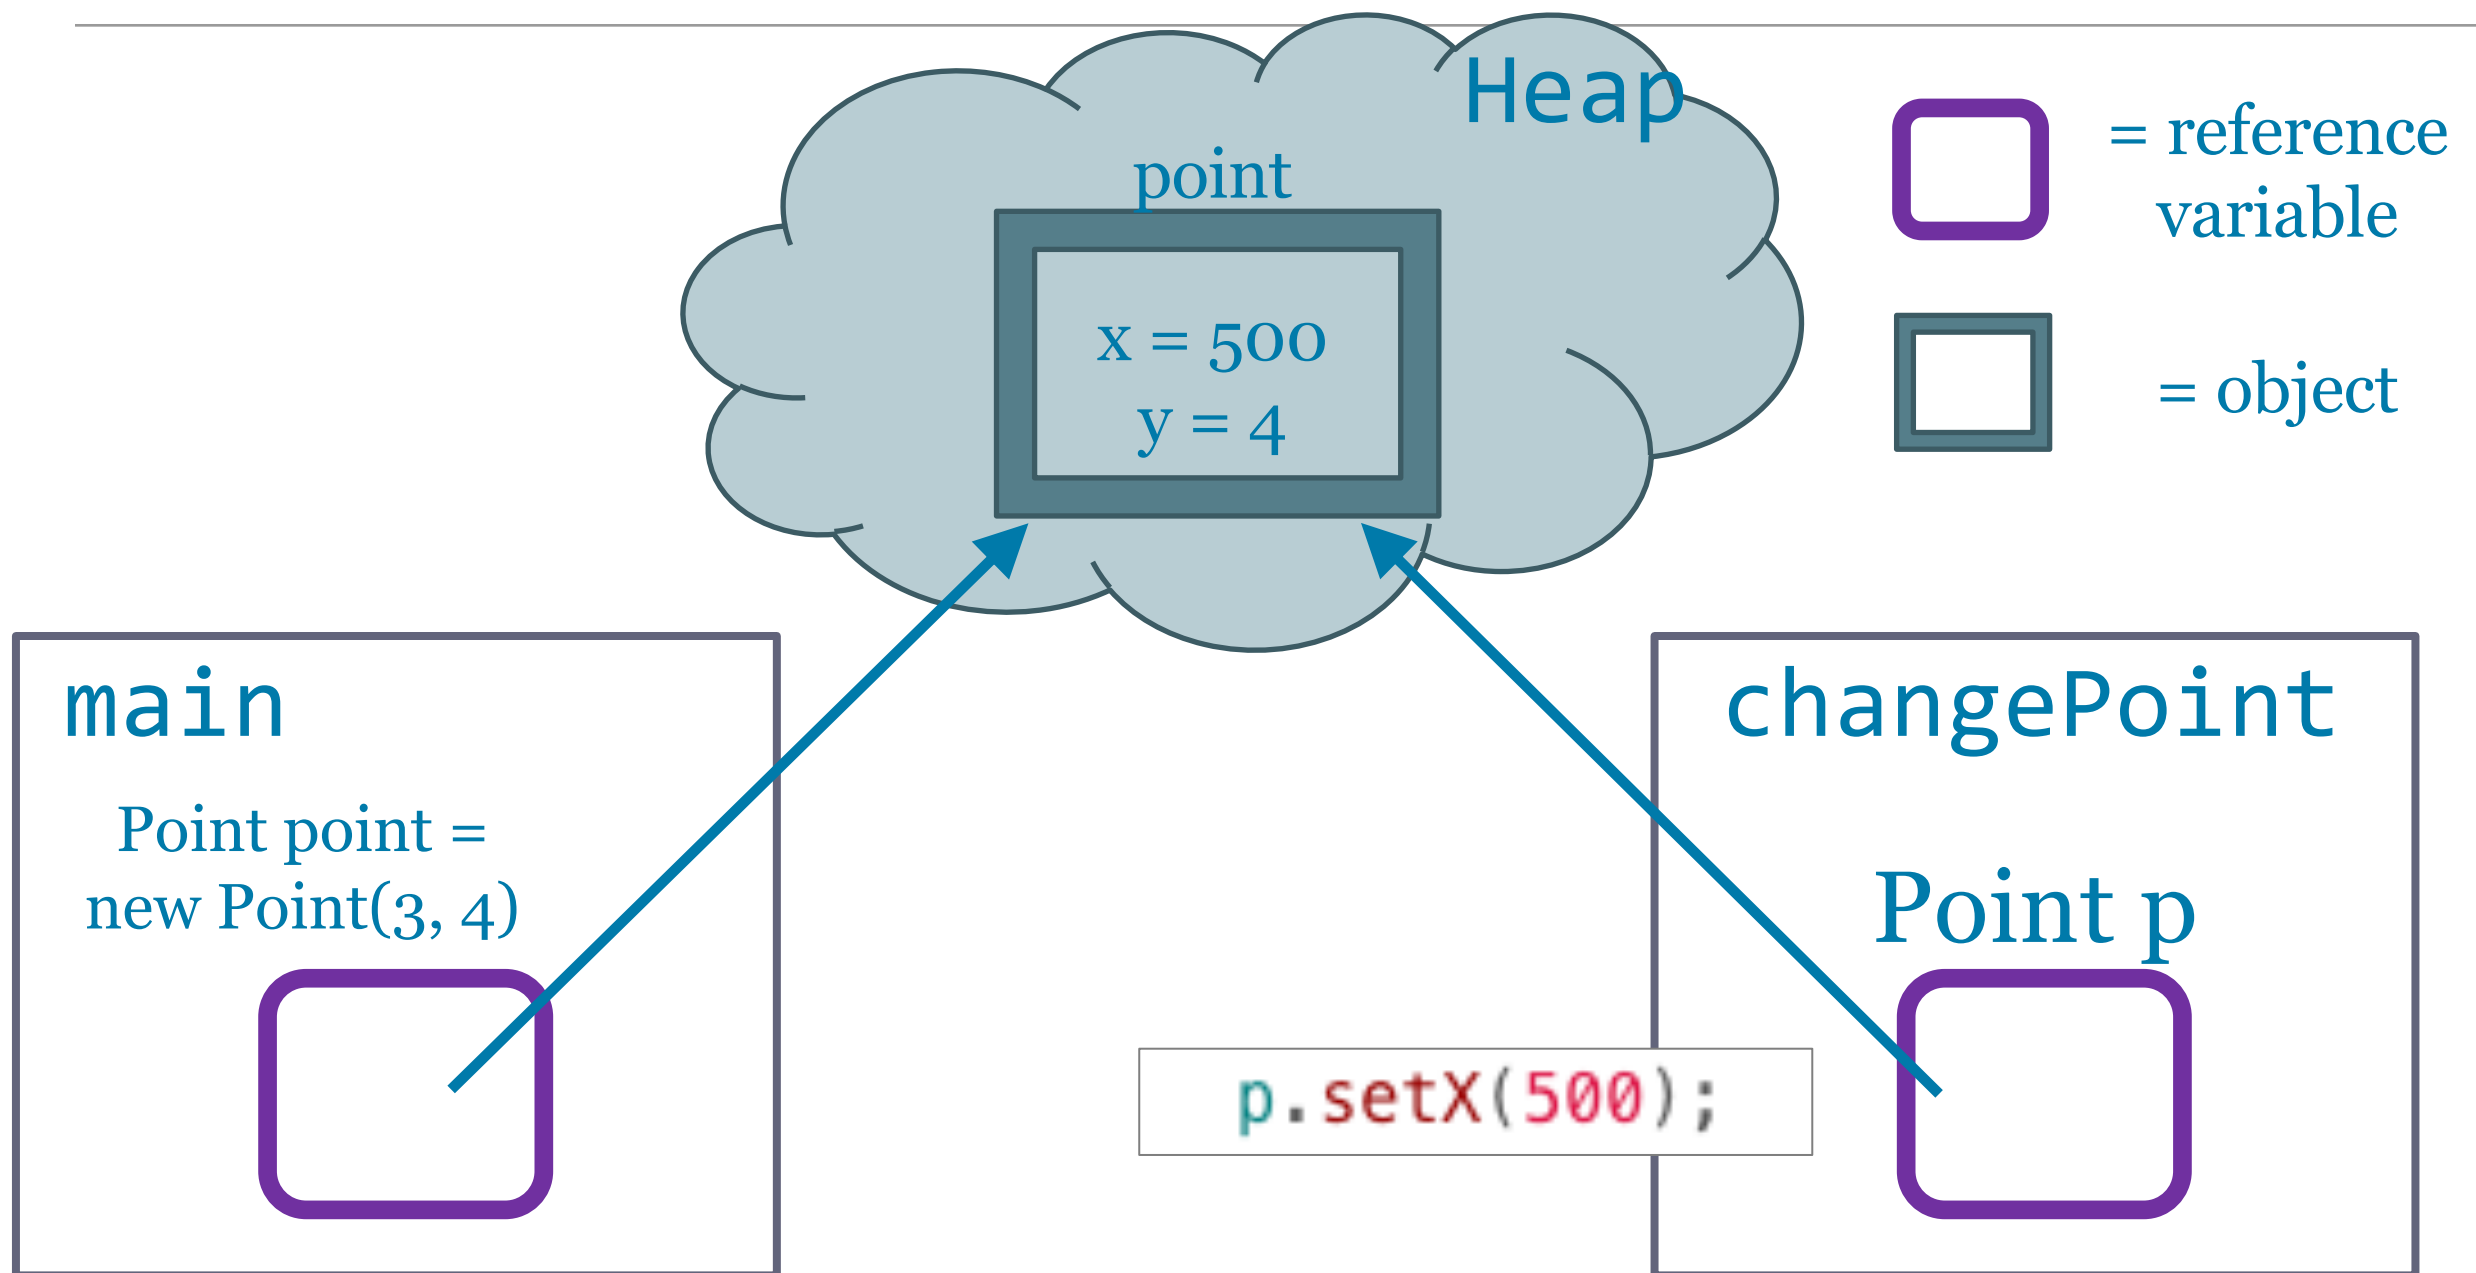 Heap
point
x = 500
y = 4
= reference
variable
= object
main
Point point =
new Point(3, 4)
changePoint
Point p
p.setX(500);